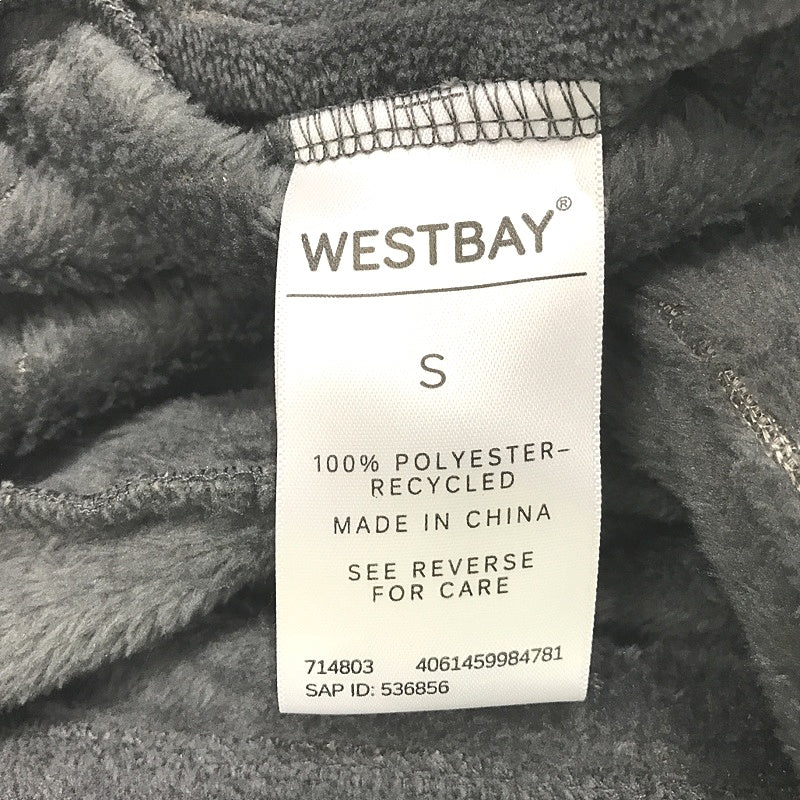 WESTBAY®
S
100% POLYESTER-
RECYCLED
MADE IN CHINA
SEE REVERSE
FOR CARE
714803 4061459984781
SAP ID: 536856